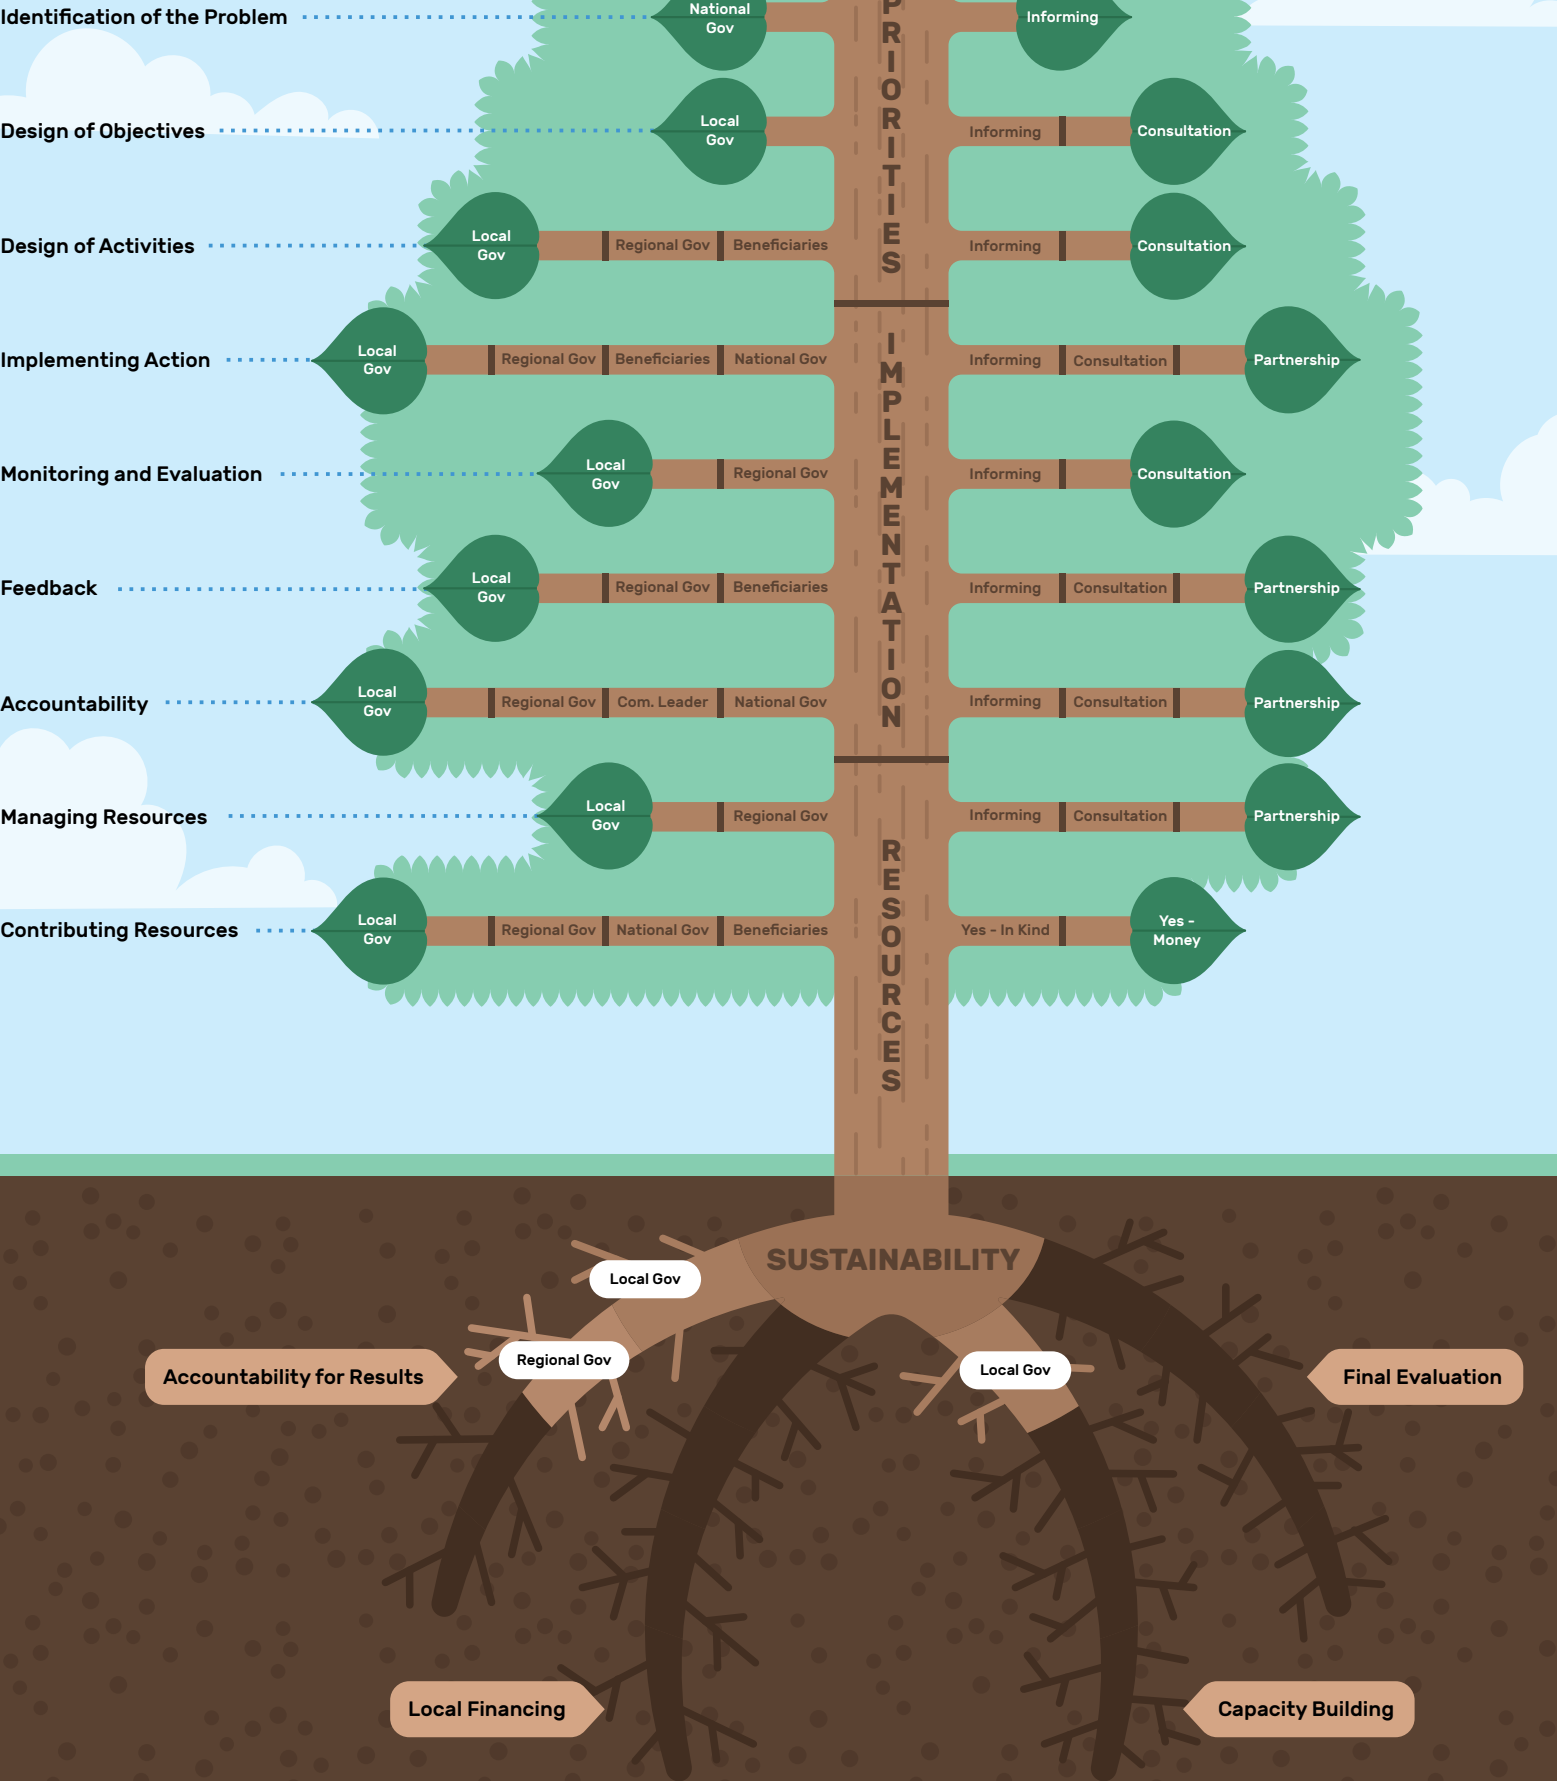 Identification of the Problem
National
Gov
Informing
PRIORITIES
Design of Objectives
Local
Gov
Informing
Consultation
Design of Activities
Local
Gov
Regional Gov
Beneficiaries
Informing
Consultation
IMPLEMENTATION
Implementing Action
Local
Gov
Regional Gov
Beneficiaries
National Gov
Informing
Consultation
Partnership
Monitoring and Evaluation
Local
Gov
Regional Gov
Informing
Consultation
Feedback
Local
Gov
Regional Gov
Beneficiaries
Informing
Consultation
Partnership
Accountability
Local
Gov
Regional Gov
Com. Leader
National Gov
Informing
Consultation
Partnership
RESOURCES
Managing Resources
Local
Gov
Regional Gov
Informing
Consultation
Partnership
Contributing Resources
Local
Gov
Regional Gov
National Gov
Beneficiaries
Yes - In Kind
Yes -
Money
SUSTAINABILITY
Local Gov
Regional Gov
Local Gov
Accountability for Results
Final Evaluation
Local Financing
Capacity Building